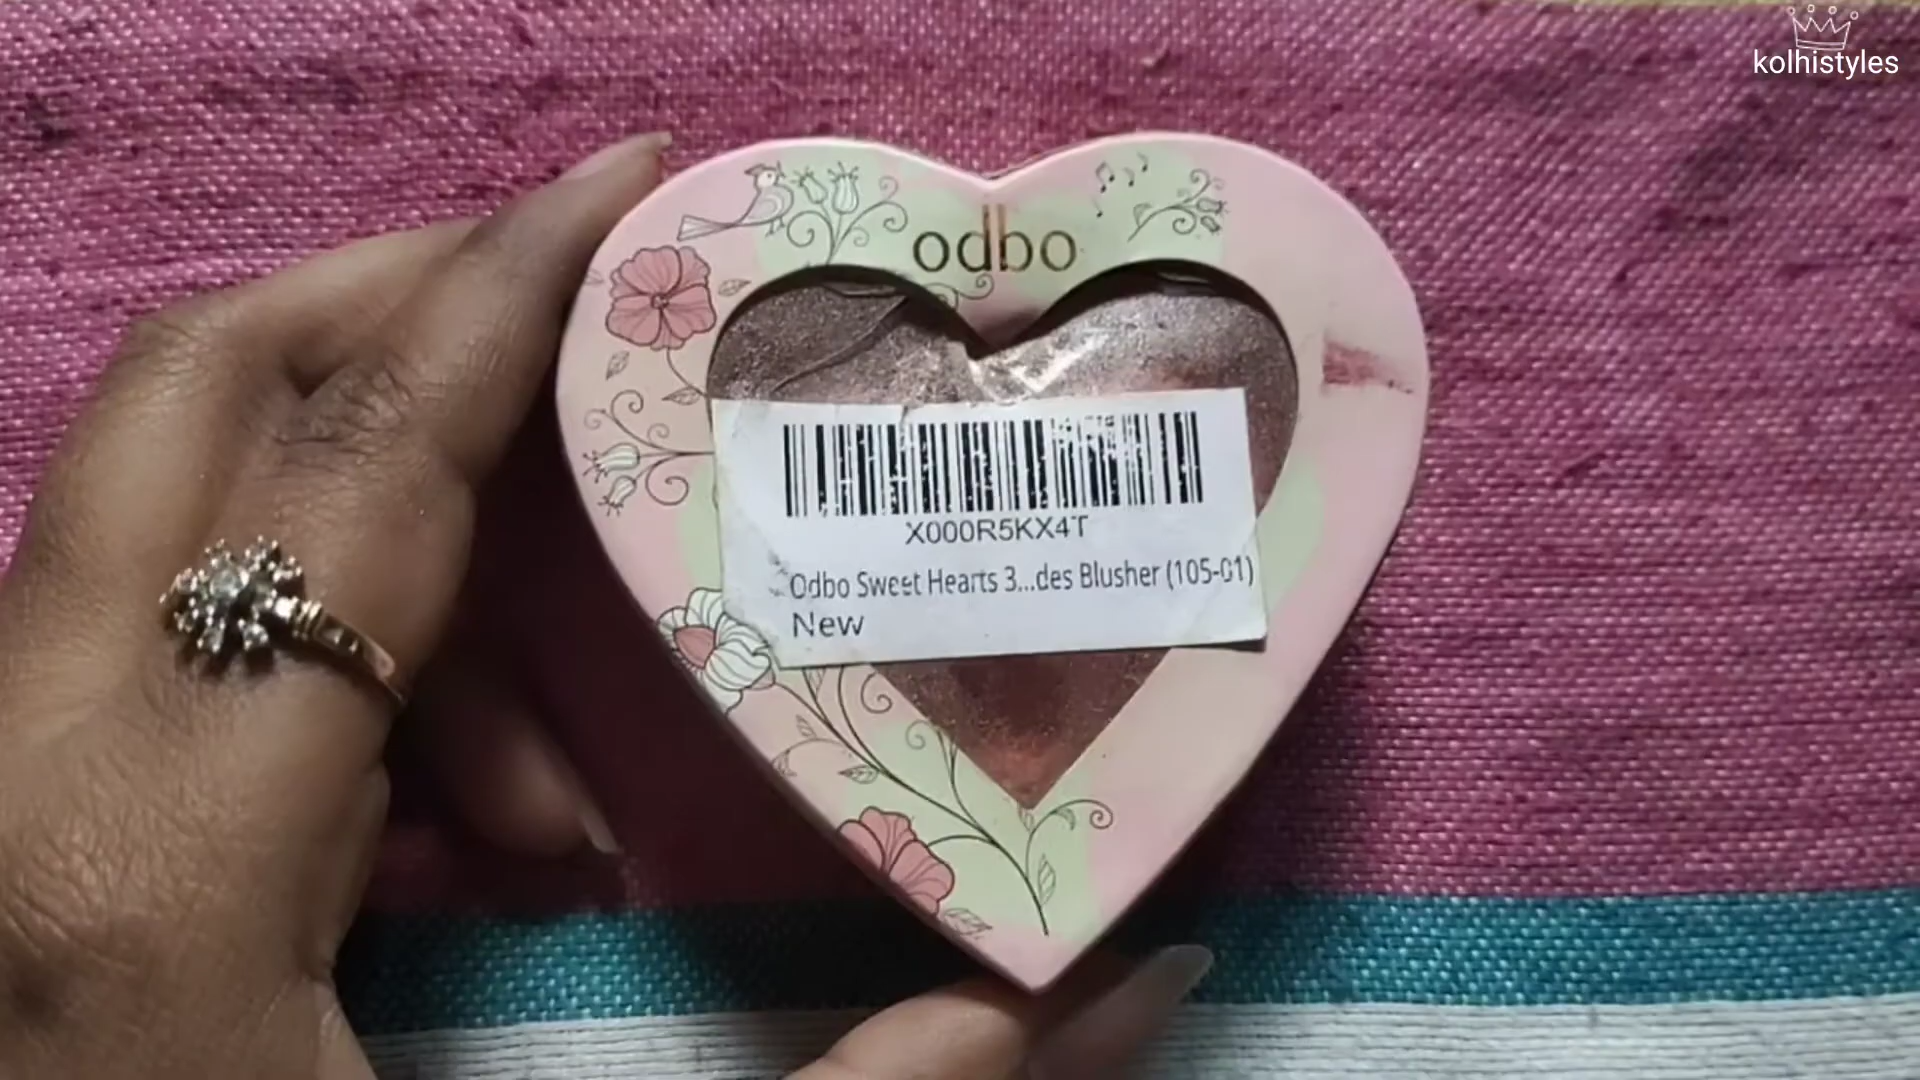 kolhistyles
odbo
X000R5KX4T
Odbo Sweet Hearts 3...des Blusher (105-01)
New